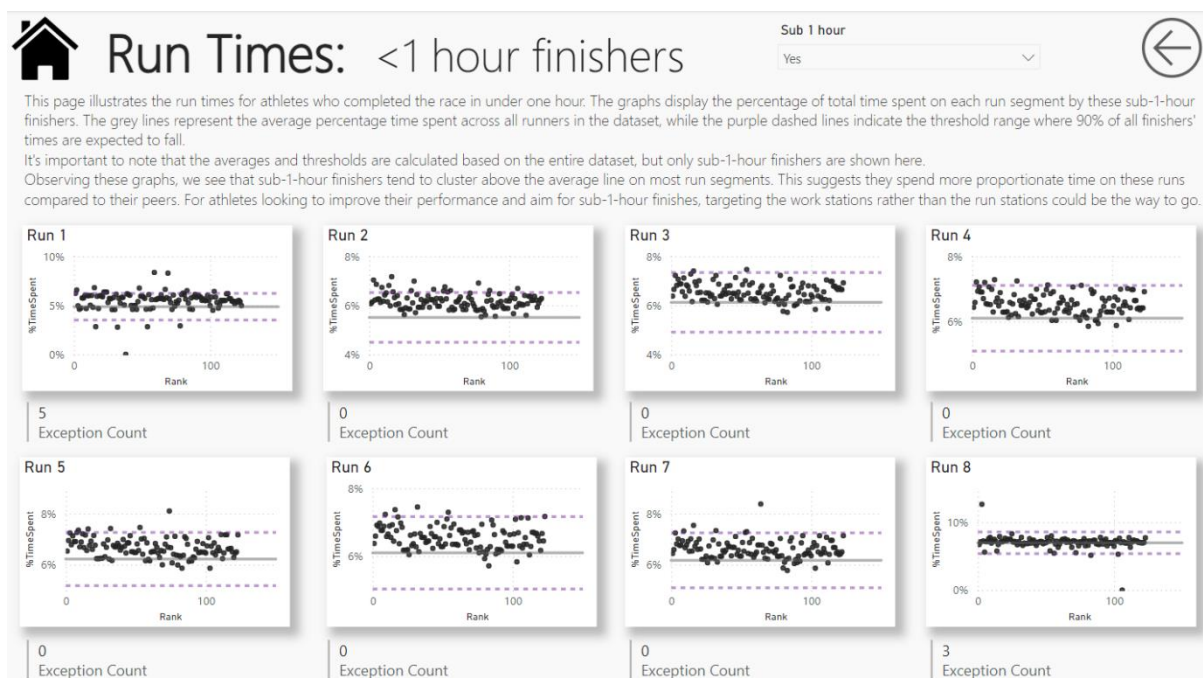 Run Times: <1 hour finishers
Sub 1 hour
Yes
This page illustrates the run times for athletes who completed the race in under one hour. The graphs display the percentage of total time spent on each run segment by these sub-1-hour
finishers. The grey lines represent the average percentage time spent across all runners in the dataset, while the purple dashed lines indicate the threshold range where 90% of all finishers'
times are expected to fall.
It's important to note that the averages and thresholds are calculated based on the entire dataset, but only sub-1-hour finishers are shown here.
Observing these graphs, we see that sub-1-hour finishers tend to cluster above the average line on most run segments. This suggests they spend more proportionate time on these runs
compared to their peers. For athletes looking to improve their performance and aim for sub-1-hour finishes, targeting the work stations rather than the run stations could be the way to go.
Run 1
10%
5%
0%
%TimeSpent
0 100
Rank
5
Exception Count
Run 2
8%
6%
4%
%TimeSpent
0 100
Rank
0
Exception Count
Run 3
8%
6%
4%
%TimeSpent
0 100
Rank
0
Exception Count
Run 4
8%
6%
%TimeSpent
0 100
Rank
0
Exception Count
Run 5
8%
6%
%TimeSpent
0 100
Rank
0
Exception Count
Run 6
8%
6%
%TimeSpent
0 100
Rank
0
Exception Count
Run 7
8%
6%
%TimeSpent
0 100
Rank
0
Exception Count
Run 8
10%
0%
%TimeSpent
0 100
Rank
3
Exception Count